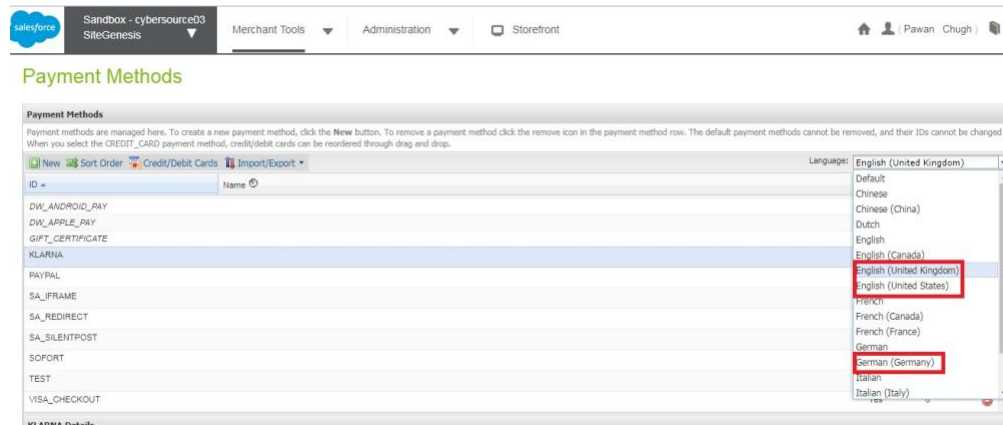 salesforce
Sandbox - cybersource03
SiteGenesis
Merchant Tools
Administration
Storefront
( Pawan Chugh )
Payment Methods
Payment Methods
Payment methods are managed here. To create a new payment method, click the New button. To remove a payment method click the remove icon in the payment method row. The default payment methods cannot be removed, and their IDs cannot be changed
When you select the CREDIT_CARD payment method, credit/debit cards can be reordered through drag and drop.
New Sort Order Credit/Debit Cards Import/Export
Language: English (United Kingdom)
ID
Name
DW_ANDROID_PAY
DW_APPLE_PAY
GIFT_CERTIFICATE
KLARNA
PAYPAL
SA_IFRAME
SA_REDIRECT
SA_SILENTPOST
SOFORT
TEST
VISA_CHECKOUT
Default
Chinese
Chinese (China)
Dutch
English
English (Canada)
English (United Kingdom)
English (United States)
French
French (Canada)
French (France)
German
German (Germany)
Italian
Italian (Italy)
Yes
KLARNA Details